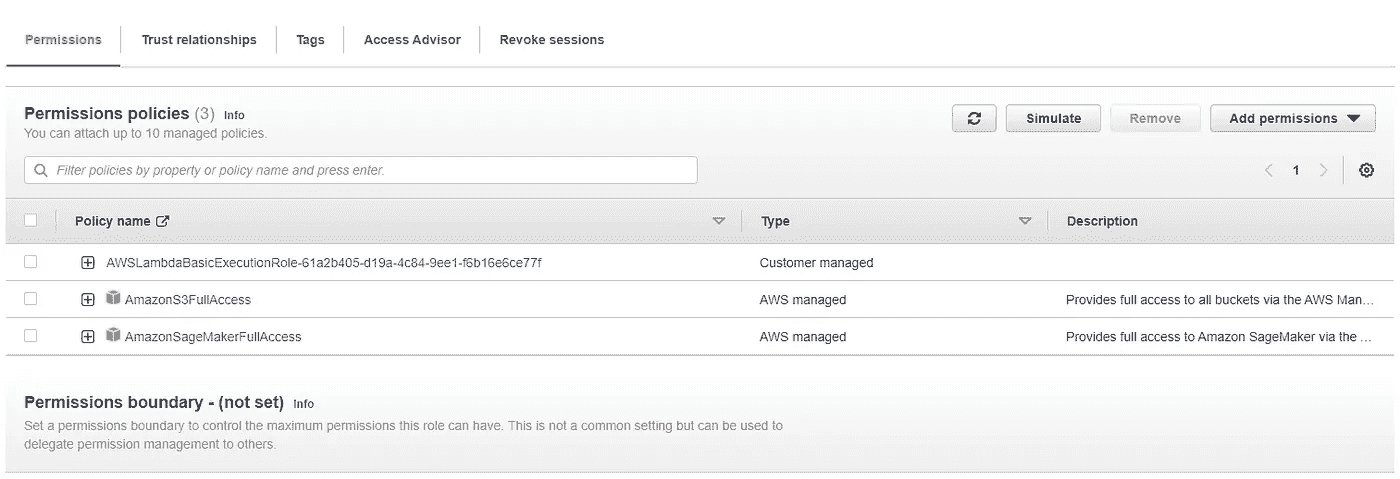 Permissions Trust relationships Tags Access Advisor Revoke sessions
Permissions policies (3) Info
You can attach up to 10 managed policies.
Simulate Remove Add permissions
Filter policies by property or policy name and press enter.
1
Policy name Type Description
AWSLambdaBasicExecutionRole-61a2b405-d19a-4c84-9ee1-f6b16e6ce77f Customer managed
AmazonS3FullAccess AWS managed Provides full access to all buckets via the AWS Man...
AmazonSageMakerFullAccess AWS managed Provides full access to Amazon SageMaker via the ...
Permissions boundary - (not set) Info
Set a permissions boundary to control the maximum permissions this role can have. This is not a common setting but can be used to
delegate permission management to others.